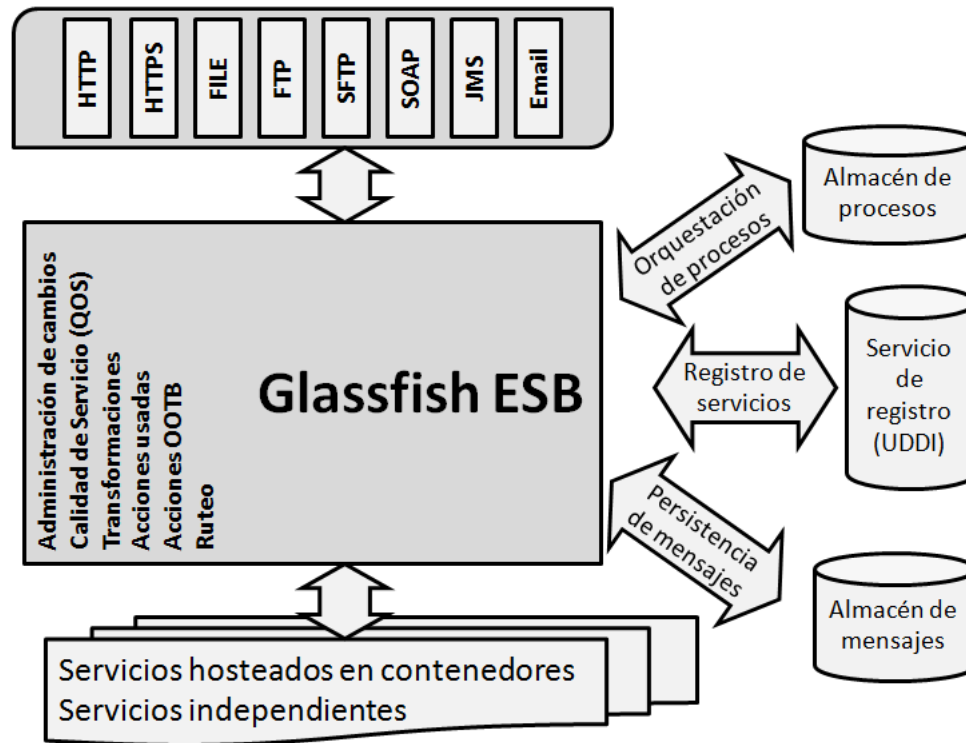 HTTP
HTTPS
FILE
FTP
SFTP
SOAP
JMS
Email
Administración de cambios
Calidad de Servicio (QOS)
Transformaciones
Acciones usadas
Acciones OOTB
Ruteo
Glassfish ESB
Orquestación
de procesos
Almacén de
procesos
Registro de
servicios
Servicio
de
registro
(UDDI)
Persistencia
de mensajes
Almacén de
mensajes
Servicios hosteados en contenedores
Servicios independientes